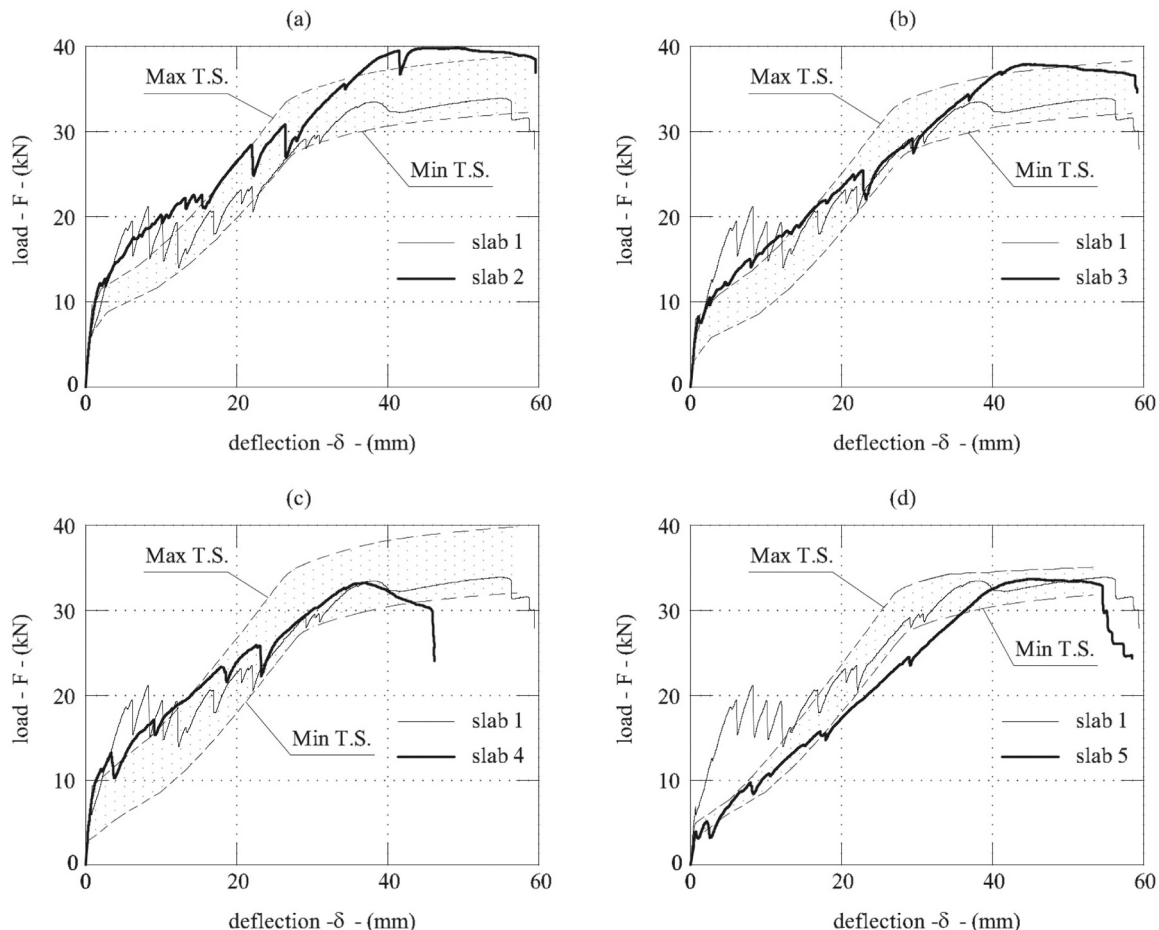 (a)
40
30
20
10
0
0
20
40
60
load - F - (kN)
deflection -δ - (mm)
Max T.S.
Min T.S.
slab 1
slab 2
(b)
40
30
20
10
0
0
20
40
60
load - F - (kN)
deflection -δ - (mm)
Max T.S.
Min T.S.
slab 1
slab 3
(c)
40
30
20
10
0
0
20
40
60
load - F - (kN)
deflection -δ - (mm)
Max T.S.
Min T.S.
slab 1
slab 4
(d)
40
30
20
10
0
0
20
40
60
load - F - (kN)
deflection -δ - (mm)
Max T.S.
Min T.S.
slab 1
slab 5